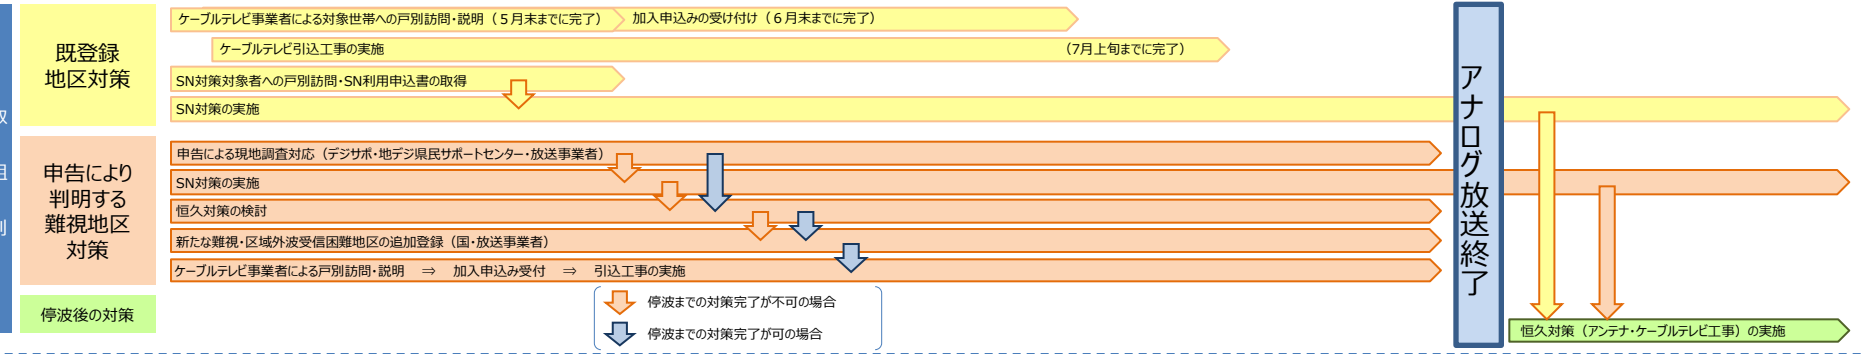 既登録
地区対策
ケーブルテレビ事業者による対象世帯への戸別訪問・説明（５月末までに完了）
加入申込みの受け付け（６月末までに完了）
ケーブルテレビ引込工事の実施
（7月上旬までに完了）
SN対策対象者への戸別訪問・SN利用申込書の取得
SN対策の実施
申告により
判明する
難視地区
対策
申告による現地調査対応（デジサポ・地デジ県民サポートセンター・放送事業者）
SN対策の実施
恒久対策の検討
新たな難視・区域外波受信困難地区の追加登録（国・放送事業者）
ケーブルテレビ事業者による戸別訪問・説明　⇒　加入申込み受付　⇒　引込工事の実施
アナログ放送終了
停波後の対策
停波までの対策完了が不可の場合
停波までの対策完了が可の場合
恒久対策（アンテナ・ケーブルテレビ工事）の実施